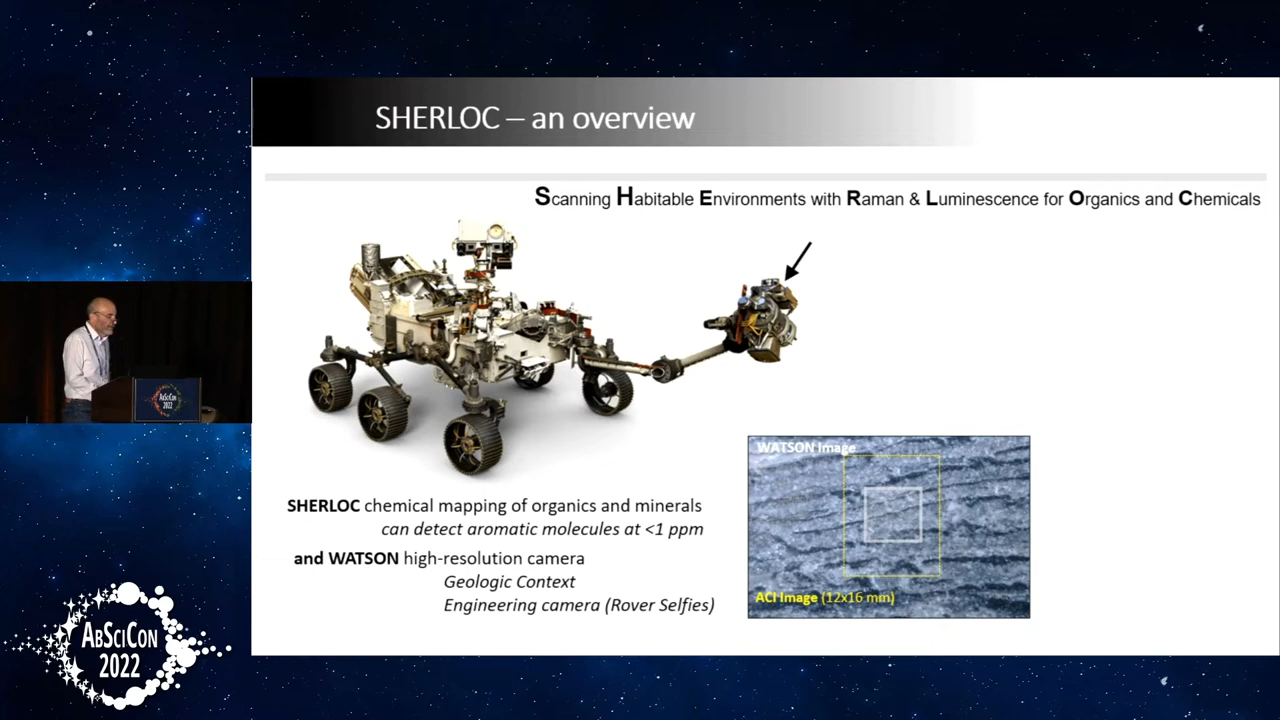 SHERLOC – an overview
Scanning Habitable Environments with Raman & Luminescence for Organics and Chemicals
SHERLOC chemical mapping of organics and minerals
can detect aromatic molecules at <1 ppm
and WATSON high-resolution camera
Geologic Context
Engineering camera (Rover Selfies)
WATSON Image
ACI Image (12x16 mm)
ABSCICON
2022
ABSCICON
2022